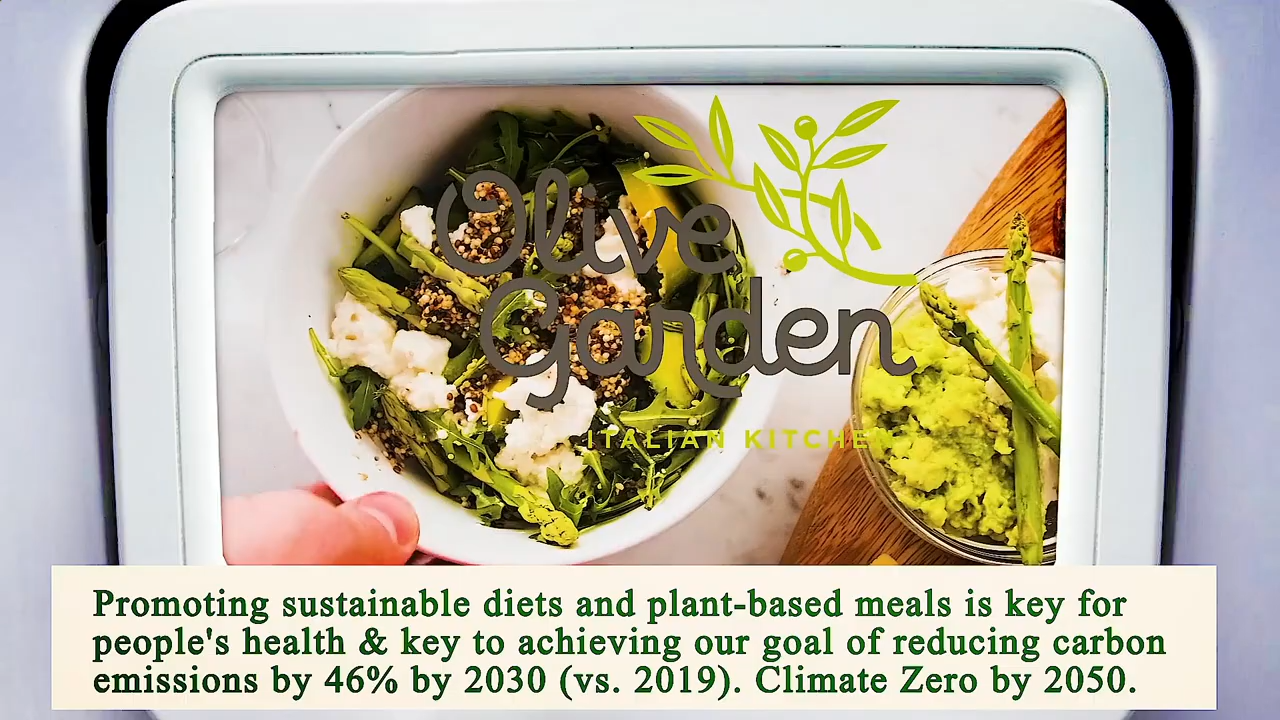 Olive
Garden
ITALIAN KITCHEN
Promoting sustainable diets and plant-based meals is key for
people's health & key to achieving our goal of reducing carbon
emissions by 46% by 2030 (vs. 2019). Climate Zero by 2050.